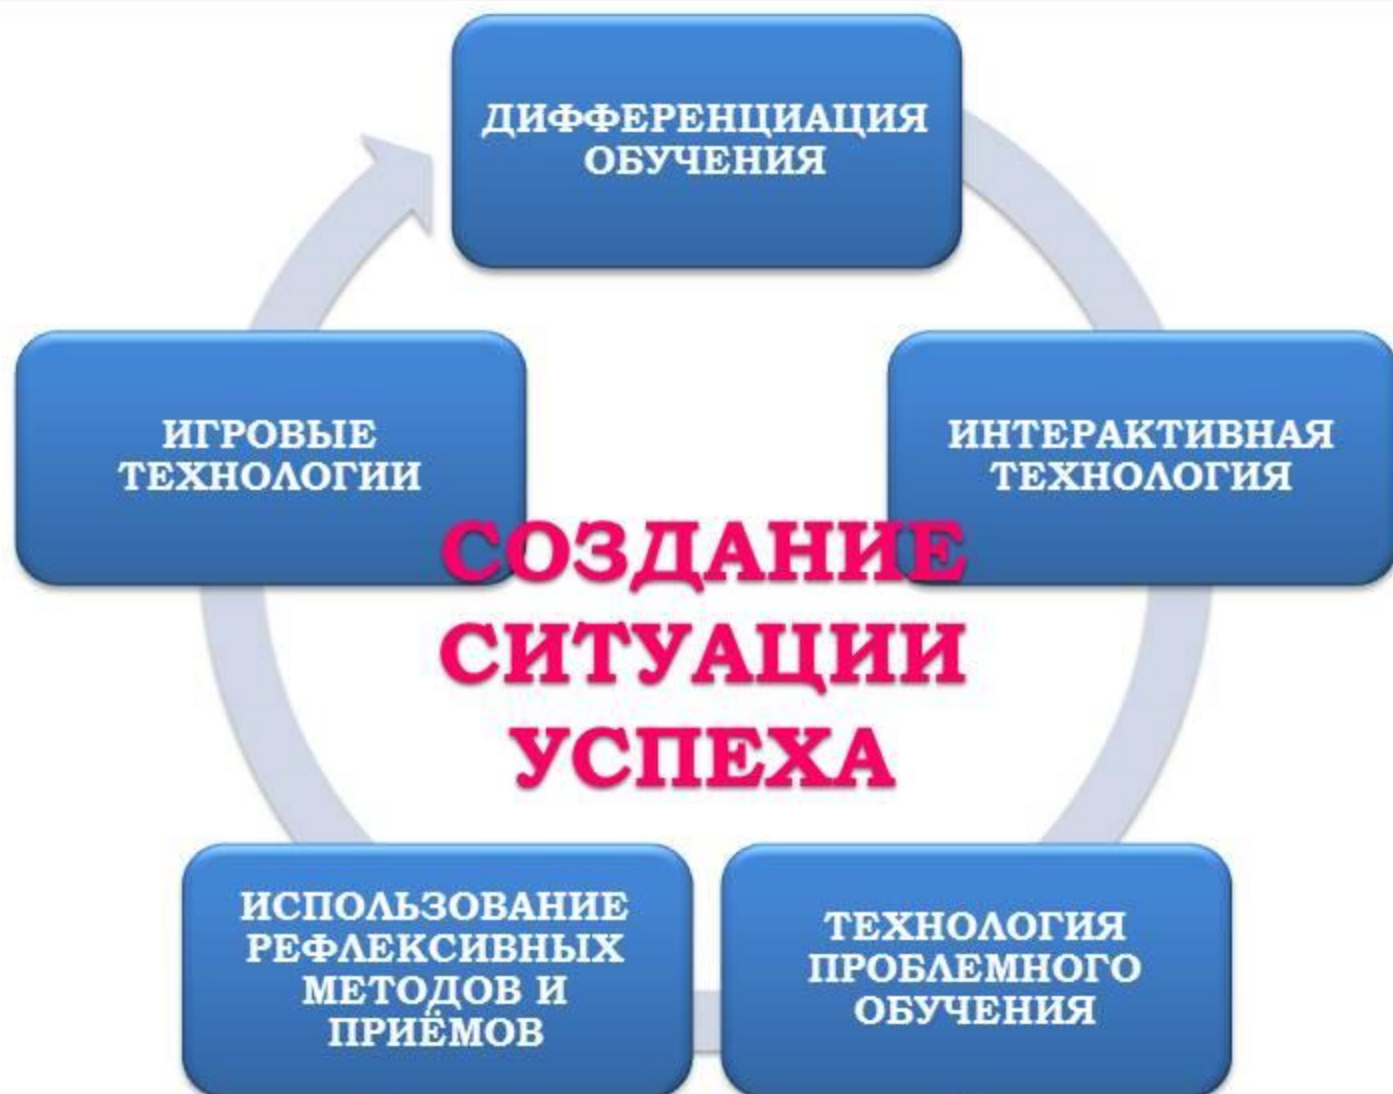 ДИФФЕРЕНЦИАЦИЯ
ОБУЧЕНИЯ
ИГРОВЫЕ
ТЕХНОЛОГИИ
ИНТЕРАКТИВНАЯ
ТЕХНОЛОГИЯ
СОЗДАНИЕ
СИТУАЦИИ
УСПЕХА
ИСПОЛЬЗОВАНИЕ
РЕФЛЕКСИВНЫХ
МЕТОДОВ И
ПРИЁМОВ
ТЕХНОЛОГИЯ
ПРОБЛЕМНОГО
ОБУЧЕНИЯ